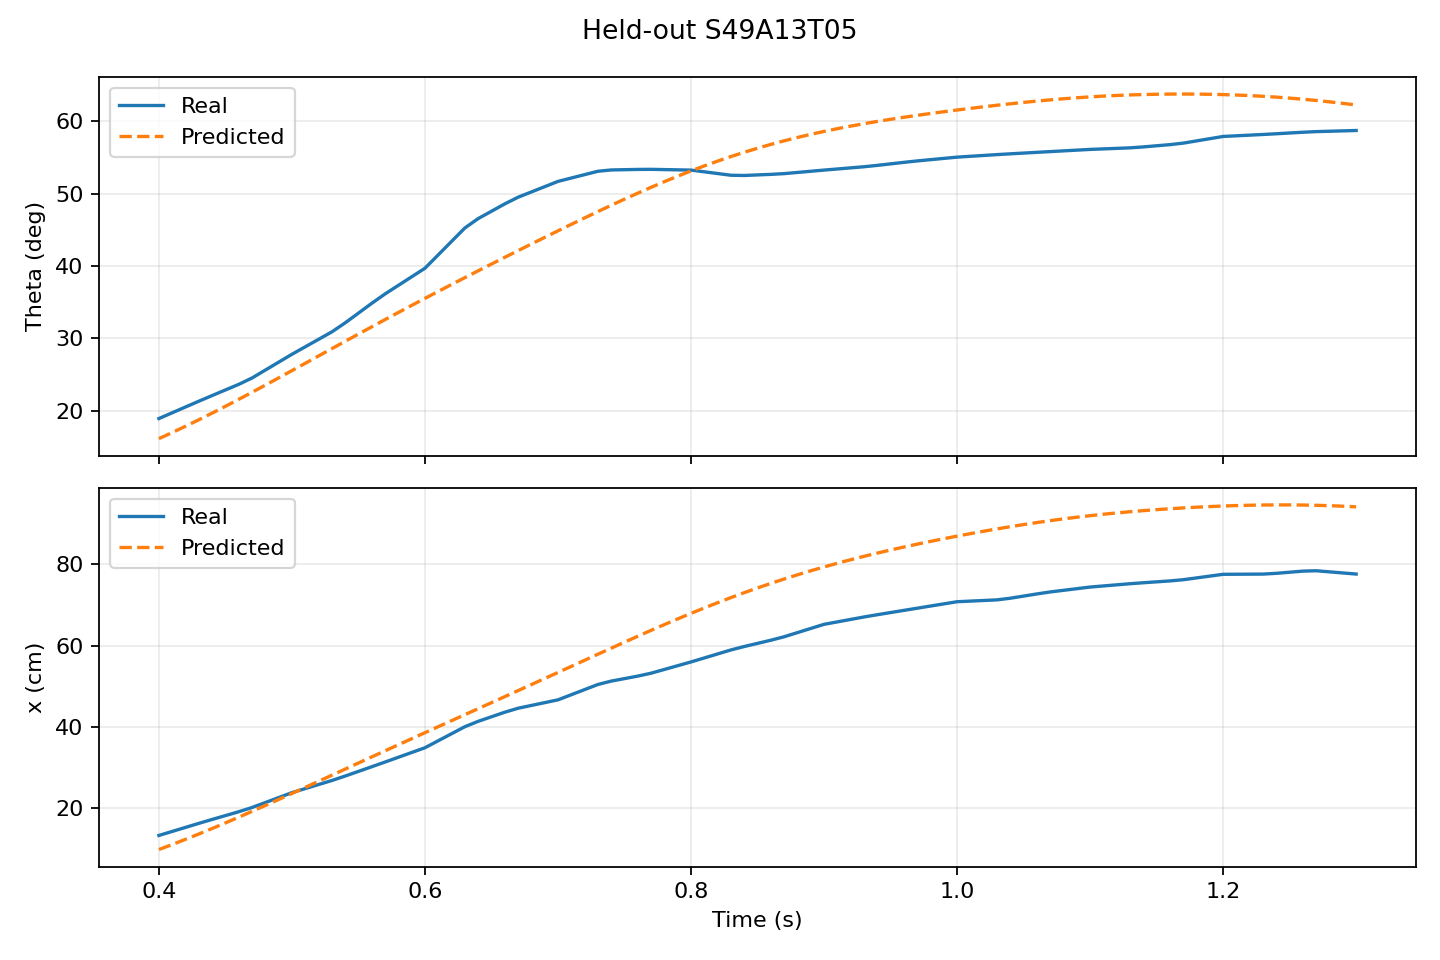 Held-out S49A13T05
Real
Predicted
60
50
40
30
20
Theta (deg)
Real
Predicted
80
60
40
20
x (cm)
0.4 0.6 0.8 1.0 1.2
Time (s)